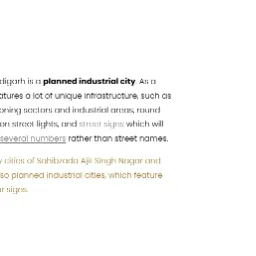 digarh is a planned industrial city. As a
atures a lot of unique infrastructure, such as
oning sectors and industrial areas, round
on street lights, and street signs which will
several numbers rather than street names.
y cities of Sahibzada Ajit Singh Nagar and
so planned industrial cities, which feature
r signs.